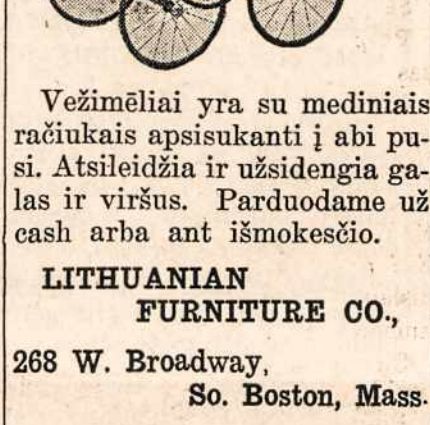 Vežimēliai yra su mediniais
račiukais apsisukanti į abi pu-
si. Atsileidžia ir užsidengia ga-
las ir viršus. Parduodame už
cash arba ant išmokesčio.
LITHUANIAN
FURNITURE CO.,
268 W. Broadway,
So. Boston, Mass.